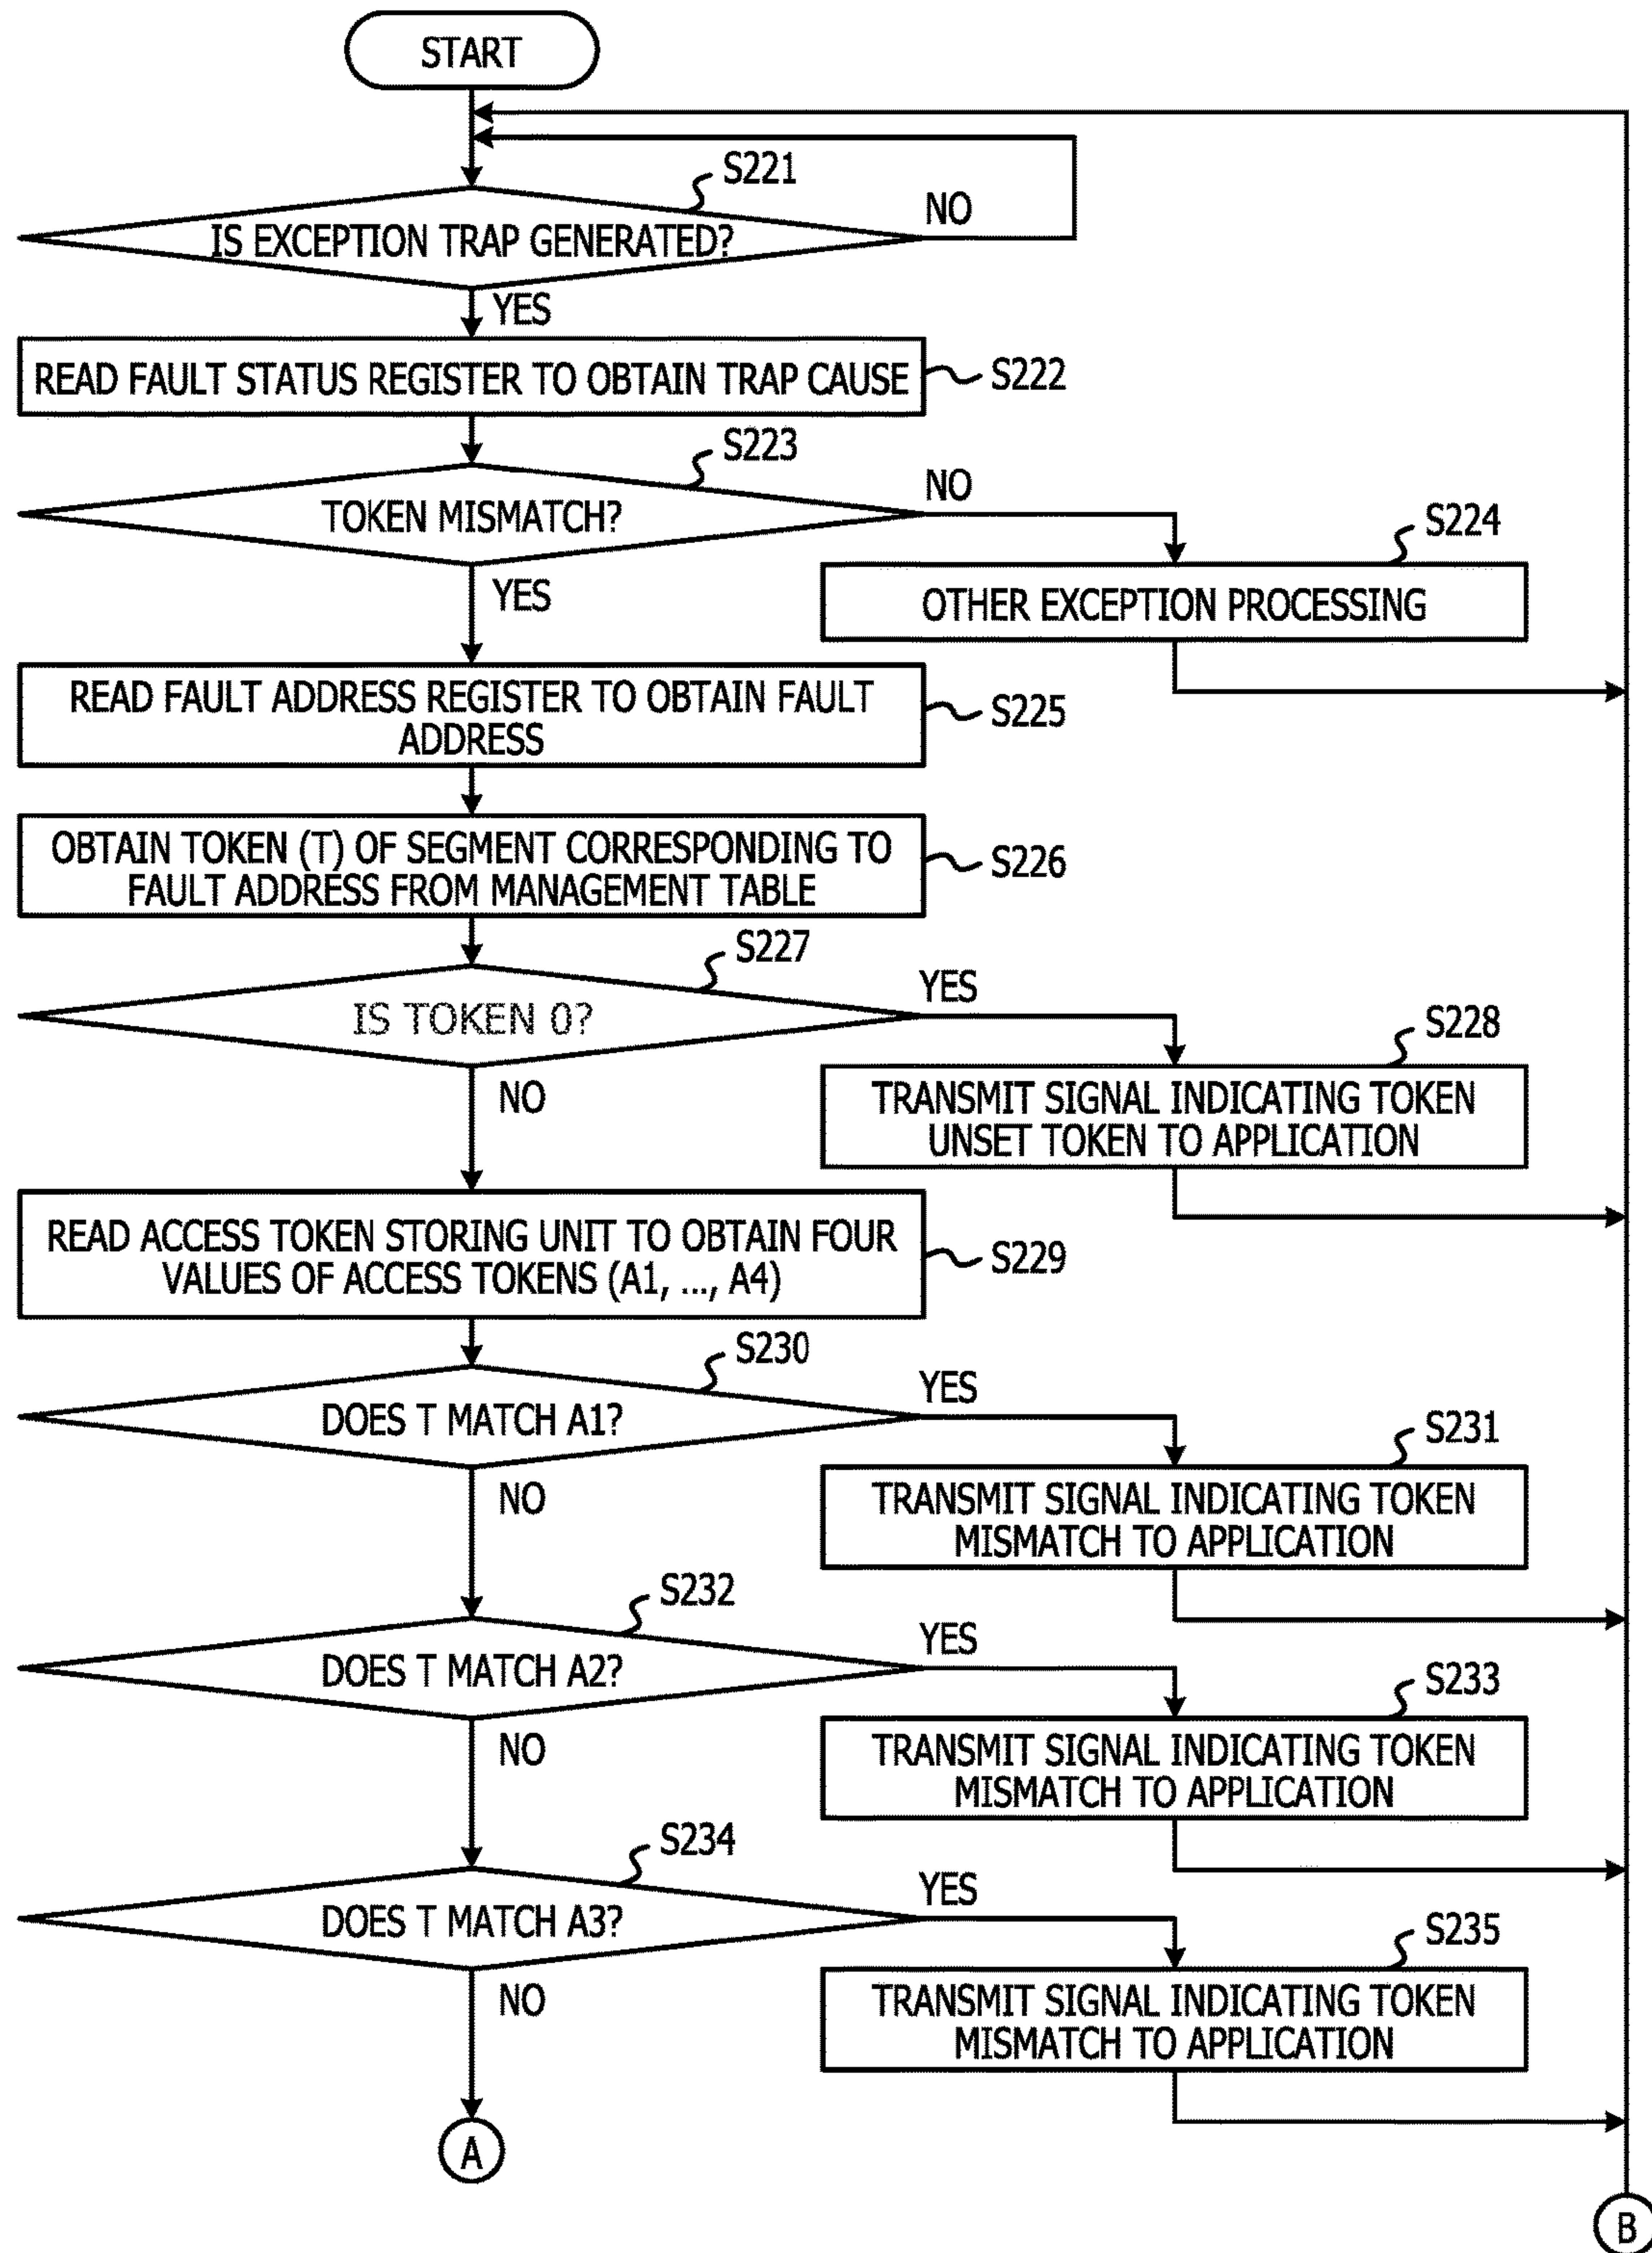 START
S221
IS EXCEPTION TRAP GENERATED?
NO
YES
READ FAULT STATUS REGISTER TO OBTAIN TRAP CAUSE
S222
S223
TOKEN MISMATCH?
NO
YES
S224
OTHER EXCEPTION PROCESSING
READ FAULT ADDRESS REGISTER TO OBTAIN FAULT
ADDRESS
S225
OBTAIN TOKEN (T) OF SEGMENT CORRESPONDING TO
FAULT ADDRESS FROM MANAGEMENT TABLE
S226
S227
IS TOKEN 0?
YES
NO
S228
TRANSMIT SIGNAL INDICATING TOKEN
UNSET TOKEN TO APPLICATION
READ ACCESS TOKEN STORING UNIT TO OBTAIN FOUR
VALUES OF ACCESS TOKENS (A1, ..., A4)
S229
S230
DOES T MATCH A1?
YES
NO
S231
TRANSMIT SIGNAL INDICATING TOKEN
MISMATCH TO APPLICATION
S232
DOES T MATCH A2?
YES
NO
S233
TRANSMIT SIGNAL INDICATING TOKEN
MISMATCH TO APPLICATION
S234
DOES T MATCH A3?
YES
NO
S235
TRANSMIT SIGNAL INDICATING TOKEN
MISMATCH TO APPLICATION
A
B